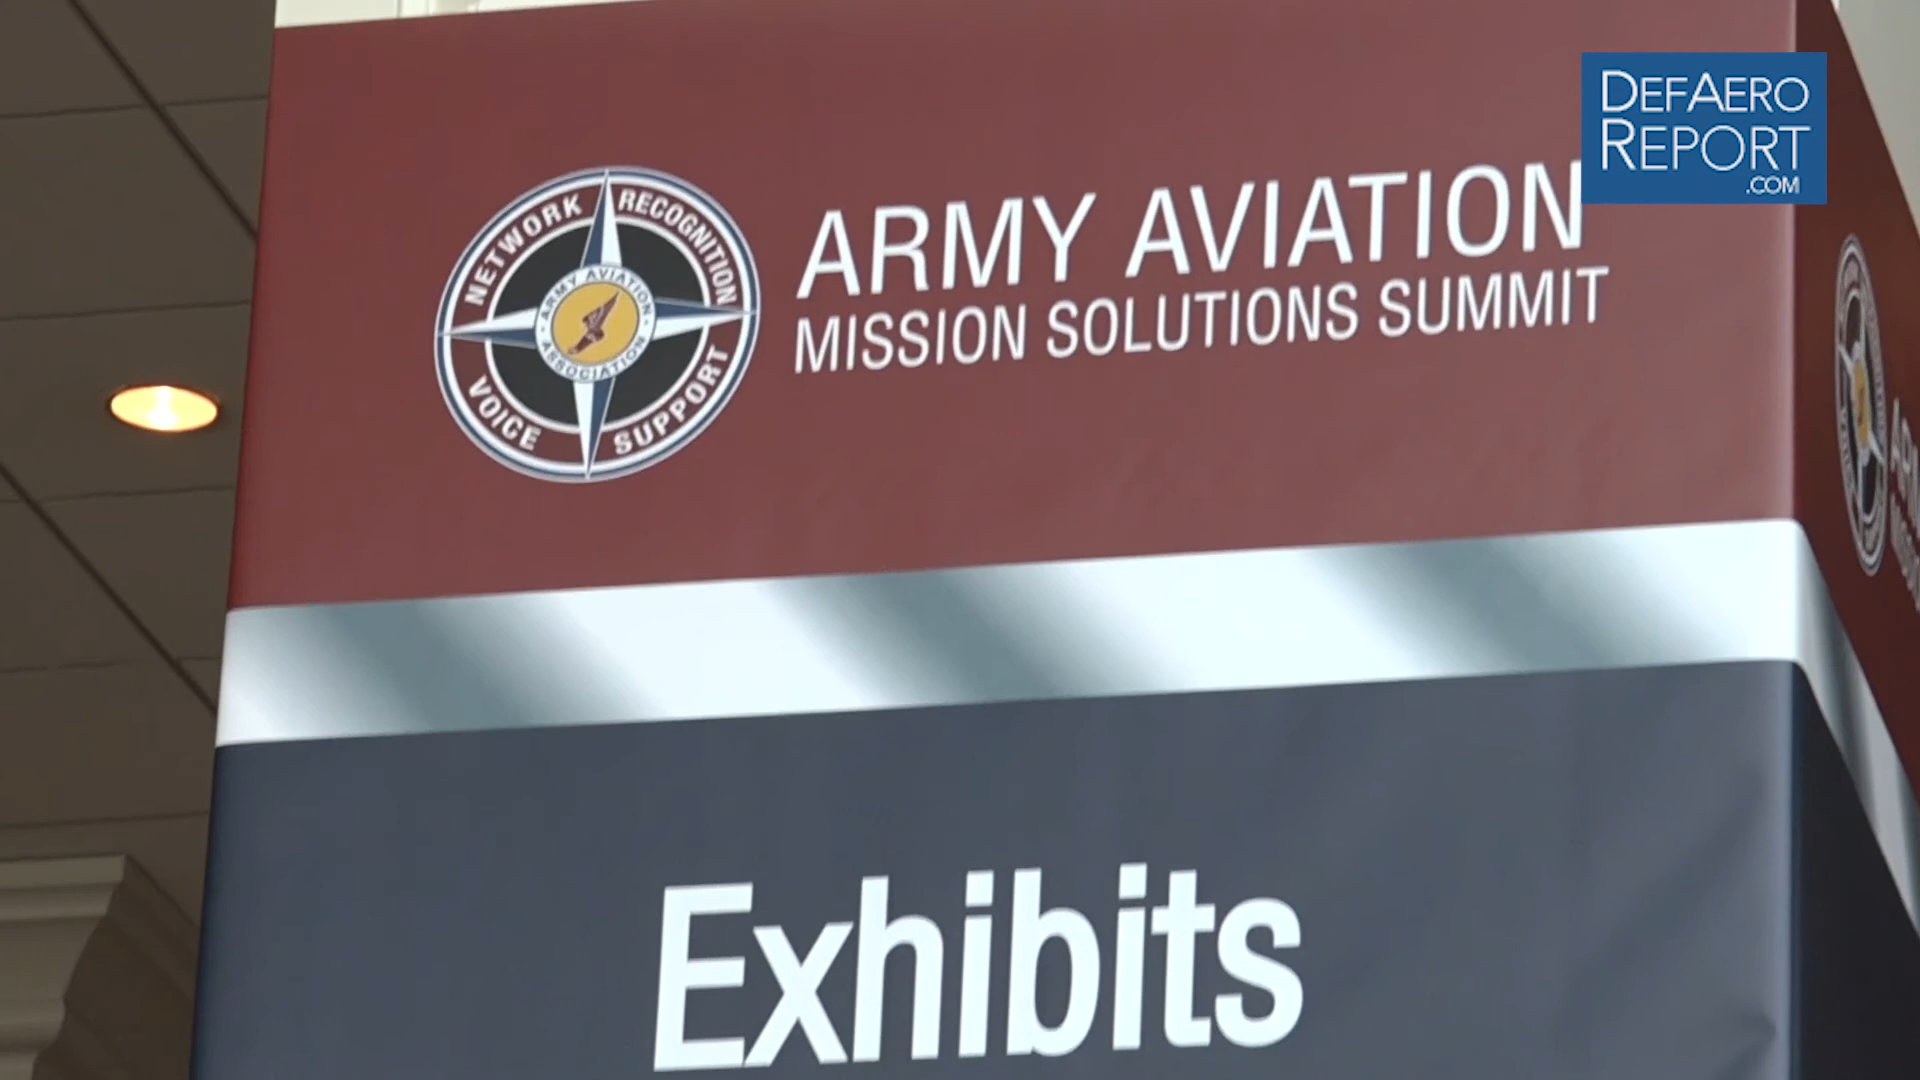 DEFAERO
REPORT
.COM
NETWORK
RECOGNITION
VOICE
SUPPORT
ARMY AVIATION
ASSOCIATION
ARMY AVIATION
MISSION SOLUTIONS SUMMIT
Exhibits